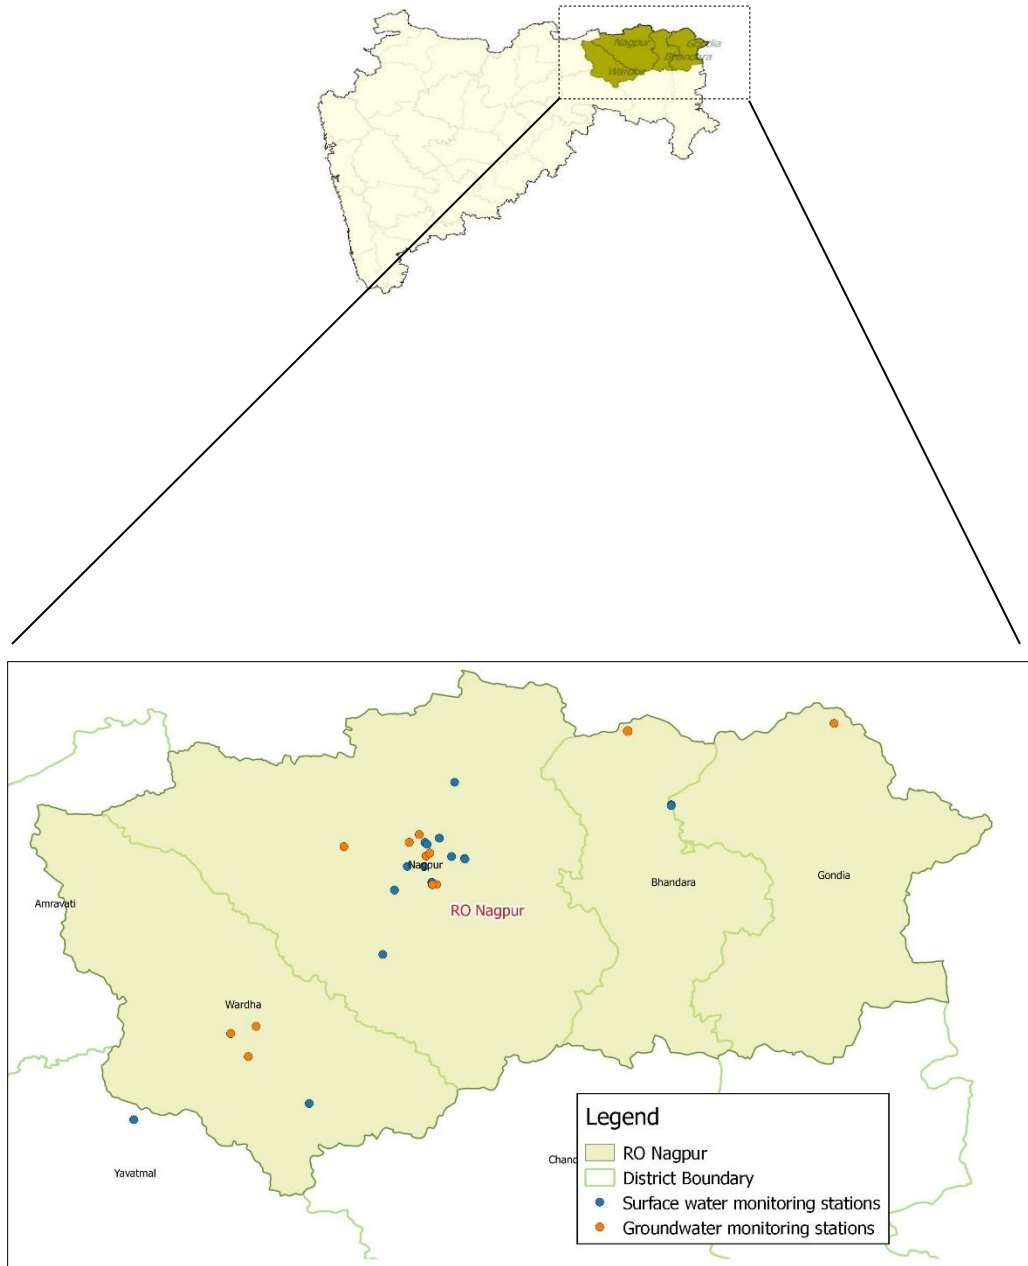 Nagpur
Gondia
Bhandara
Wardha
Nagpur
Amravati
Bhandara
Gondia
RO Nagpur
Wardha
Yavatmal
Chand
Legend
RO Nagpur
District Boundary
Surface water monitoring stations
Groundwater monitoring stations